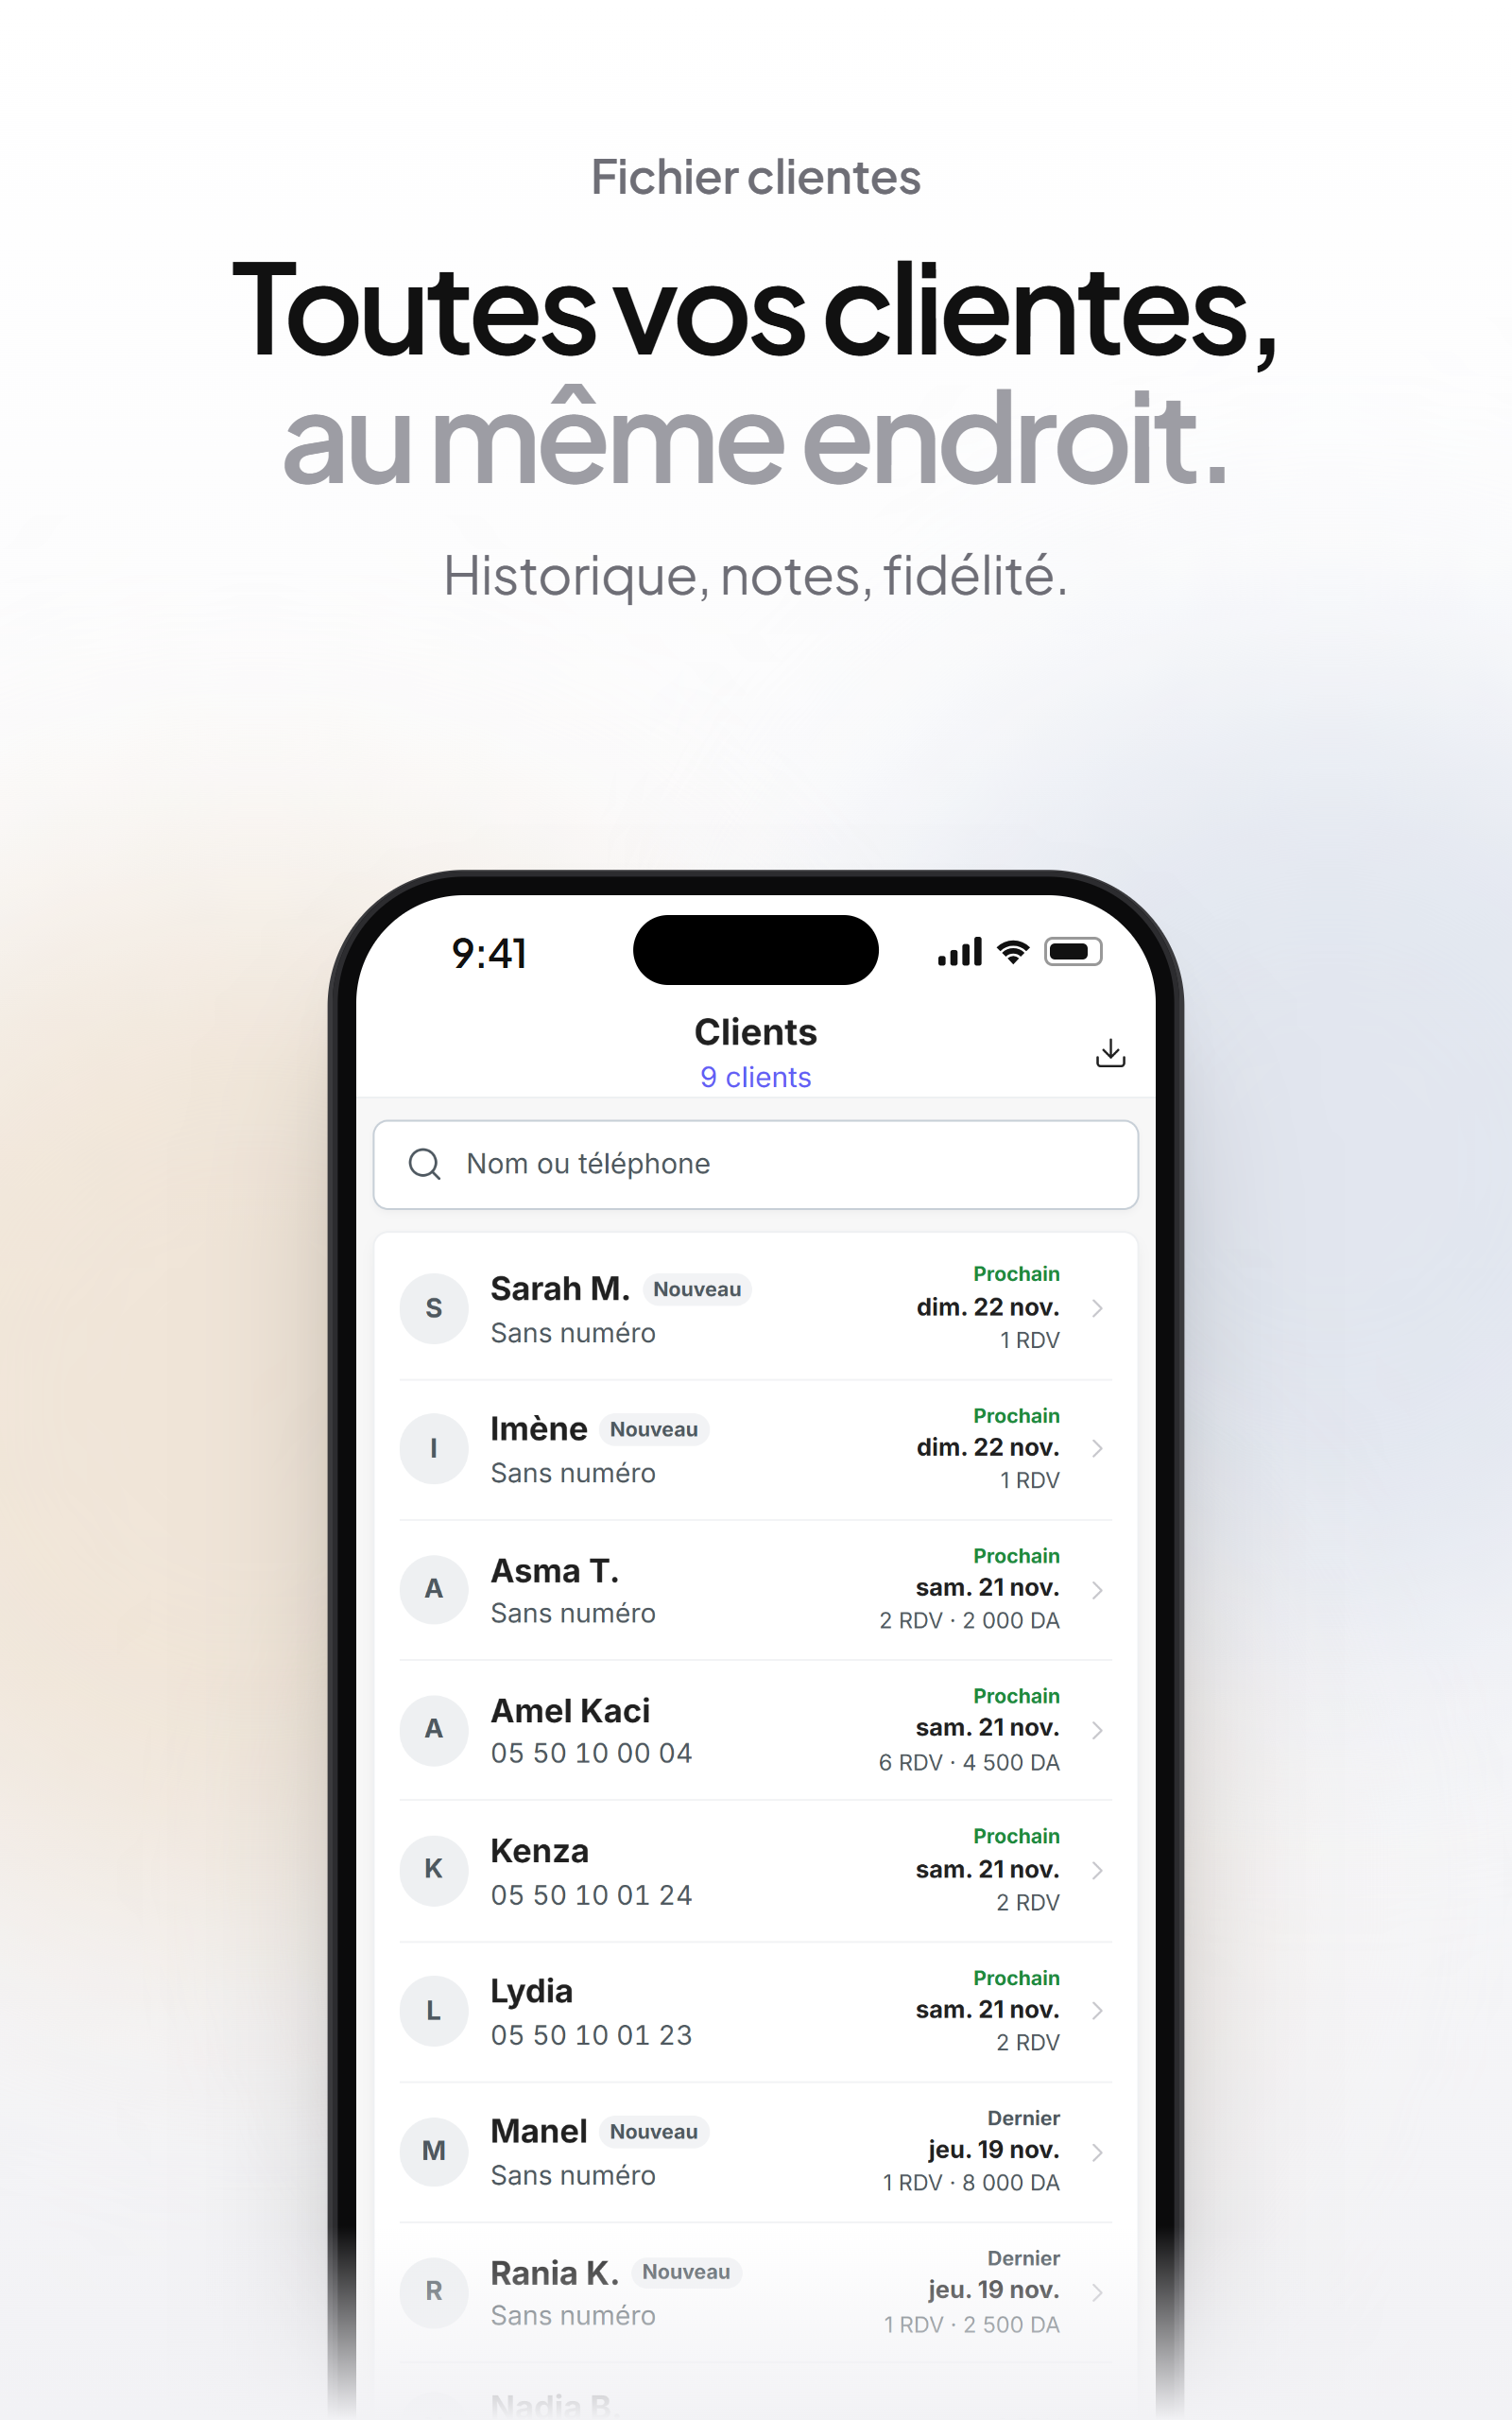 Fichier clientes
Toutes vos clientes,
au même endroit.
Historique, notes, fidélité.
9:41
Clients
9 clients
Nom ou téléphone
S
Sarah M. Nouveau
Sans numéro
Prochain
dim. 22 nov.
1 RDV
I
Imène Nouveau
Sans numéro
Prochain
dim. 22 nov.
1 RDV
A
Asma T.
Sans numéro
Prochain
sam. 21 nov.
2 RDV · 2 000 DA
A
Amel Kaci
05 50 10 00 04
Prochain
sam. 21 nov.
6 RDV · 4 500 DA
K
Kenza
05 50 10 01 24
Prochain
sam. 21 nov.
2 RDV
L
Lydia
05 50 10 01 23
Prochain
sam. 21 nov.
2 RDV
M
Manel Nouveau
Sans numéro
Dernier
jeu. 19 nov.
1 RDV · 8 000 DA
R
Rania K. Nouveau
Sans numéro
Dernier
jeu. 19 nov.
1 RDV · 2 500 DA
Nadia B.